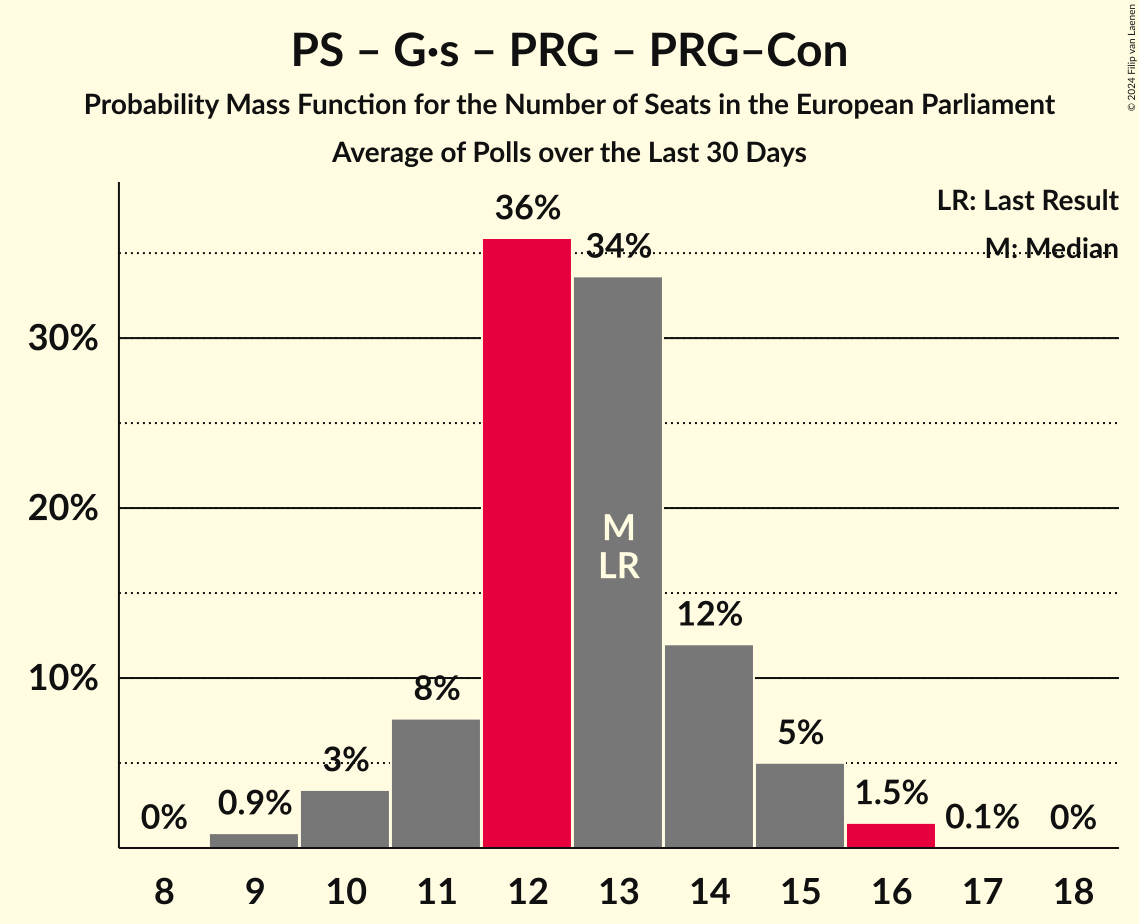 PS – G·s – PRG – PRG–Con
Probability Mass Function for the Number of Seats in the European Parliament
Average of Polls over the Last 30 Days
© 2024 Filip van Laenen
LR: Last Result
M: Median
36%
34%
30%
20%
M
LR
12%
10%
8%
5%
3%
1.5%
0.9%
0%
0.1%
0%
8 9 10 11 12 13 14 15 16 17 18